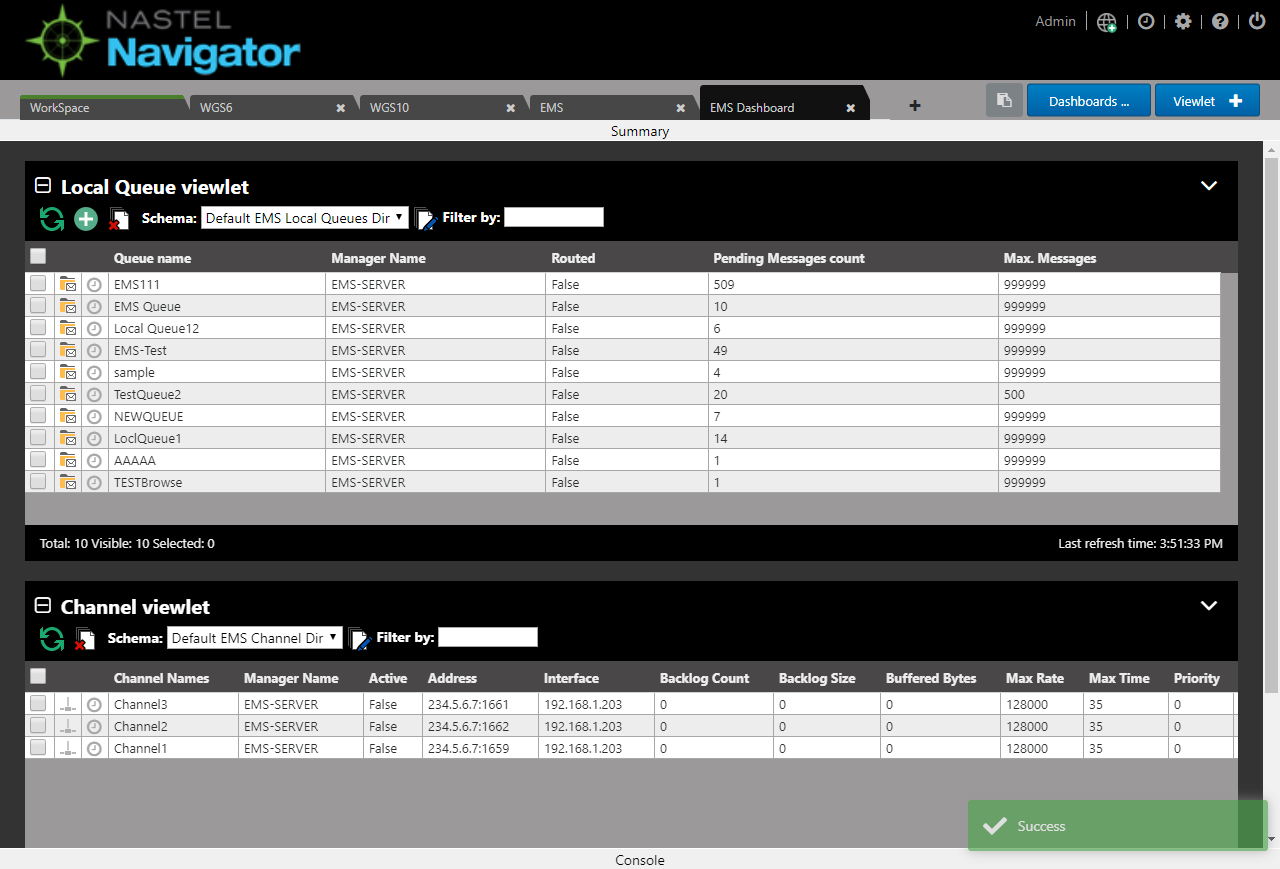 NASTEL
Navigator
Admin
WorkSpace WGS6 WGS10 EMS EMS Dashboard Dashboards ... Viewlet
Summary
Local Queue viewlet
Schema: Default EMS Local Queues Dir Filter by:
Queue name Manager Name Routed Pending Messages count Max. Messages
EMS111 EMS-SERVER False 509 999999
EMS Queue EMS-SERVER False 10 999999
Local Queue12 EMS-SERVER False 6 999999
EMS-Test EMS-SERVER False 49 999999
sample EMS-SERVER False 4 999999
TestQueue2 EMS-SERVER False 20 500
NEWQUEUE EMS-SERVER False 7 999999
LoclQueue1 EMS-SERVER False 14 999999
AAAAA EMS-SERVER False 1 999999
TESTBrowse EMS-SERVER False 1 999999
Total: 10 Visible: 10 Selected: 0 Last refresh time: 3:51:33 PM
Channel viewlet
Schema: Default EMS Channel Dir Filter by:
Channel Names Manager Name Active Address Interface Backlog Count Backlog Size Buffered Bytes Max Rate Max Time Priority
Channel3 EMS-SERVER False 234.5.6.7:1661 192.168.1.203 0 0 0 128000 35 0
Channel2 EMS-SERVER False 234.5.6.7:1662 192.168.1.203 0 0 0 128000 35 0
Channel1 EMS-SERVER False 234.5.6.7:1659 192.168.1.203 0 0 0 128000 35 0
Success
Console